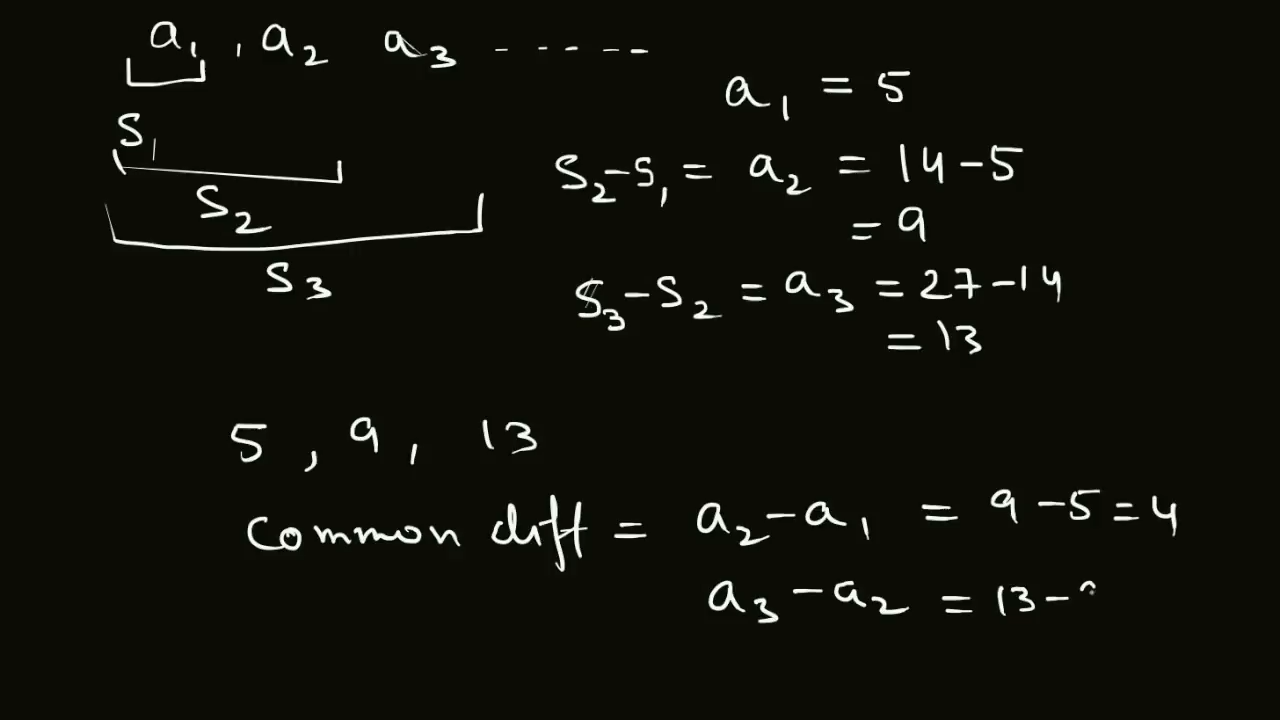 a₁, a₂ a₃ ------
S₁
S₂
S₃
a₁ = 5
S₂-S₁ = a₂ = 14-5
= 9
S₃-S₂ = a₃ = 27-14
= 13
5, 9, 13
Common diff = a₂-a₁ = 9-5=4
a₃-a₂ = 13-